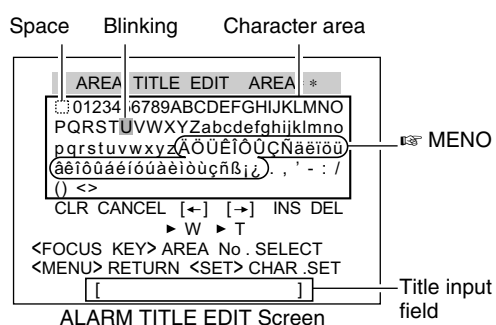 Space Blinking Character area
AREA TITLE EDIT AREA *
0123456789ABCDEFGHIJKLMNO
PQRSTUVWXYZabcdefghijklmno
pqrstuvwxyzÄÖÜÊÎÔÛÇÑäëïöü
âêîôûáéíóúàèìòùçñß¡¿. , ' - : /
() <>
☞ MENO
CLR CANCEL [←] [→] INS DEL
► W ► T
<FOCUS KEY> AREA No . SELECT
<MENU> RETURN <SET> CHAR .SET
[ ]
Title input
field
ALARM TITLE EDIT Screen